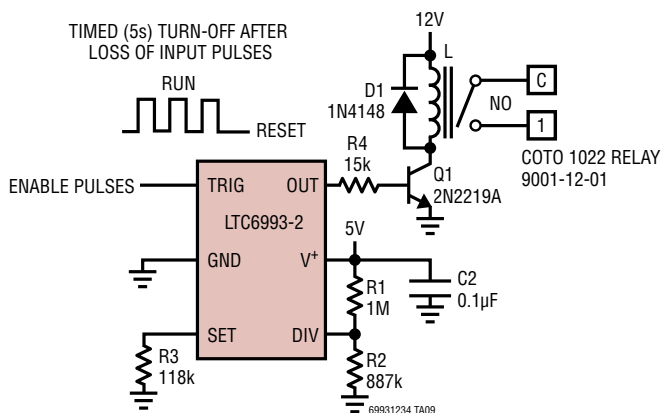 TIMED (5s) TURN-OFF AFTER
LOSS OF INPUT PULSES
RUN
RESET
12V
L
D1
1N4148
C
NO
1
COTO 1022 RELAY
9001-12-01
R4
15k
Q1
2N2219A
ENABLE PULSES
TRIG
OUT
LTC6993-2
5V
GND
V+
C2
0.1µF
R1
1M
SET
DIV
R3
118k
R2
887k
69931234 TA09